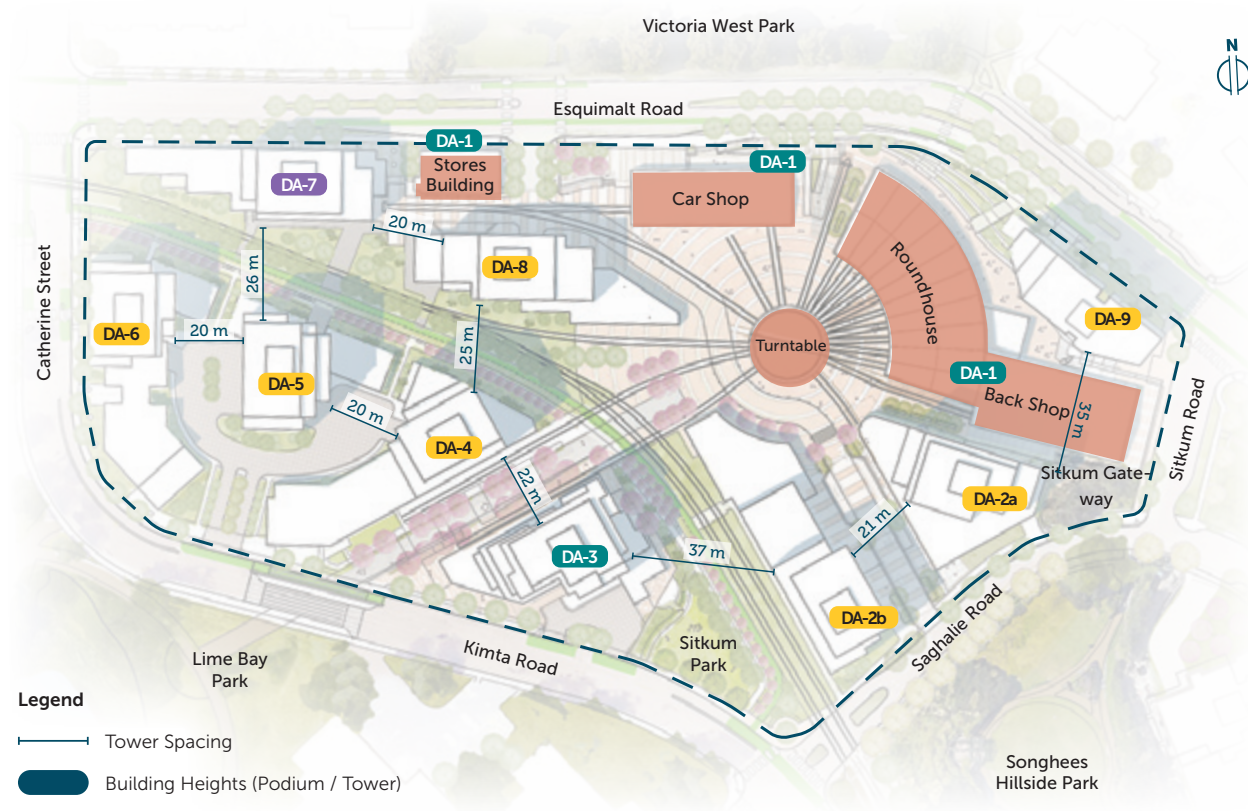 Victoria West Park
N
Esquimalt Road
DA-1
Stores
Building
DA-1
Car Shop
DA-7
20 m
Roundhouse
26 m
DA-8
Catherine Street
DA-6
20 m
25 m
Turntable
DA-9
DA-5
DA-1
Back Shop
35 m
Sitkum Road
20 m
DA-4
22 m
Sitkum Gate-
way
DA-2a
21 m
DA-3
37 m
DA-2b
Saghalie Road
Sitkum
Park
Kimta Road
Lime Bay
Park
Legend
Tower Spacing
Building Heights (Podium / Tower)
Songhees
Hillside Park